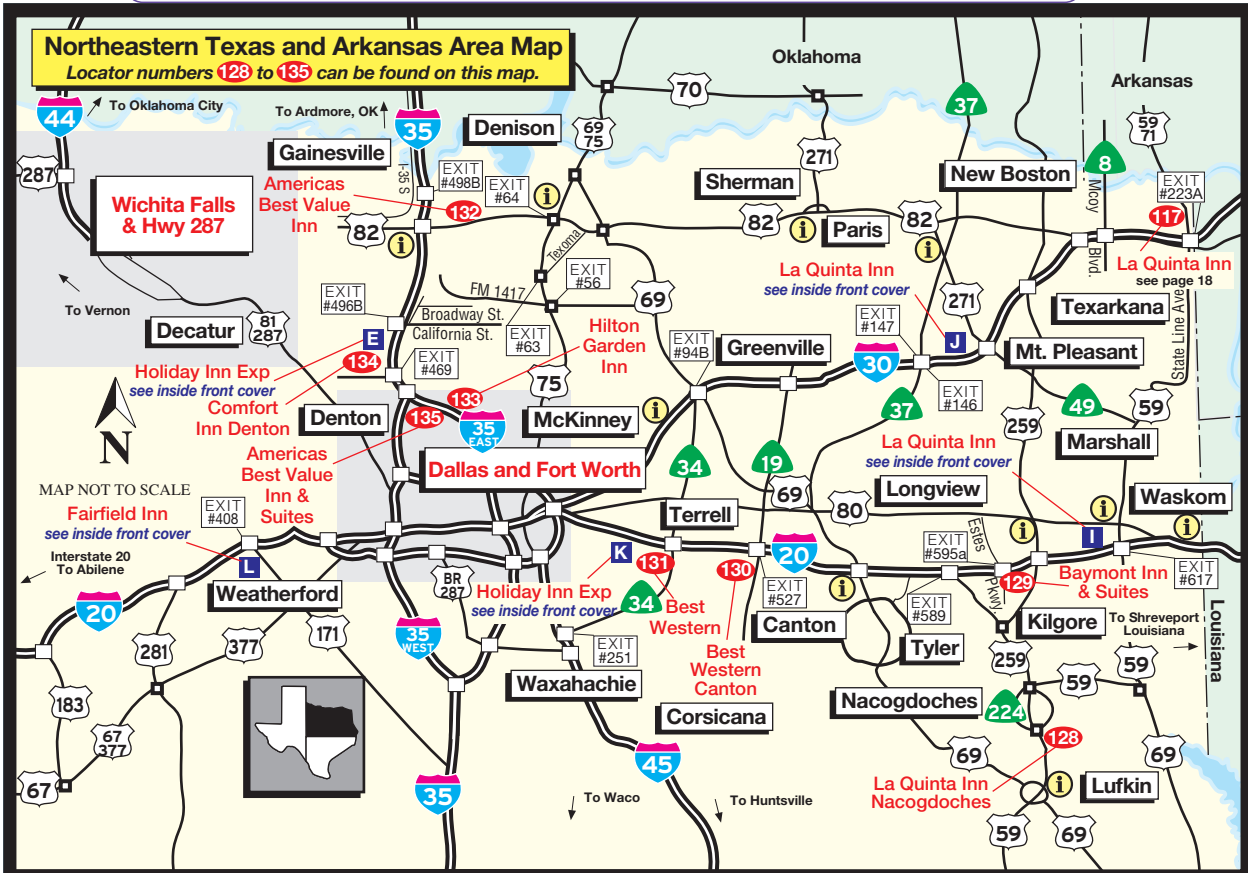 Northeastern Texas and Arkansas Area Map
Locator numbers 128 to 135 can be found on this map.
Oklahoma
Arkansas
44
To Oklahoma City
To Ardmore, OK
35
Denison
69
75
70
37
59
71
Gainesville
I-35 S
EXIT
#498B
EXIT
#64
i
271
Sherman
New Boston
8
Mcoy
Blvd.
EXIT
#223A
287
Wichita Falls
& Hwy 287
Americas
Best Value
Inn
132
82
i
Texoma
82
i
Paris
82
i
117
La Quinta Inn
see page 18
To Vernon
Decatur
81
287
EXIT
#496B
Broadway St.
California St.
FM 1417
EXIT
#56
EXIT
#63
69
La Quinta Inn
see inside front cover
271
Texarkana
State Line Ave
E
134
Holiday Inn Exp
see inside front cover
Comfort
Inn Denton
EXIT
#469
Hilton
Garden
Inn
133
EXIT
#94B
Greenville
EXIT
#147
J
30
Mt. Pleasant
EXIT
#146
N
MAP NOT TO SCALE
Denton
135
35
EAST
75
McKinney
i
37
259
49
59
Marshall
Americas
Best Value
Inn &
Suites
Dallas and Fort Worth
34
19
69
La Quinta Inn
see inside front cover
Longview
Fairfield Inn
see inside front cover
EXIT
#408
Terrell
80
Waskom
i
i
i
Interstate 20
To Abilene
L
Weatherford
20
K
131
130
20
Estes
Pkwy
EXIT
#595a
I
EXIT
#617
BR
287
Holiday Inn Exp
see inside front cover
34
Best
Western
EXIT
#527
i
EXIT
#589
129
Baymont Inn
& Suites
281
377
171
35
WEST
EXIT
#251
Canton
Tyler
Kilgore
To Shreveport
Louisiana
Louisiana
Best
Western
Canton
Waxahachie
Corsicana
259
59
59
183
67
377
Nacogdoches
224
128
67
35
45
69
69
La Quinta Inn
Nacogdoches
i
Lufkin
To Waco
To Huntsville
59
69